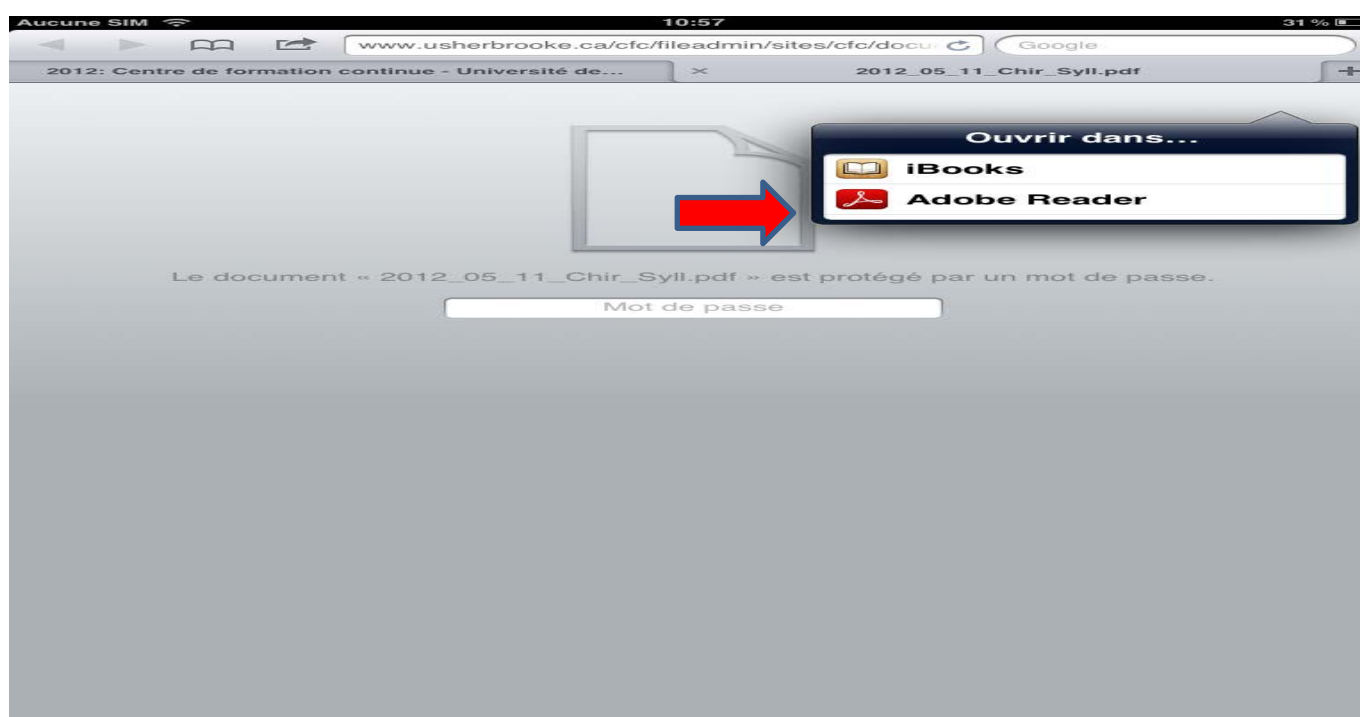 Aucune SIM 10:57 31 %
www.usherbrooke.ca/cfc/fileadmin/sites/cfc/docu Google
2012: Centre de formation continue - Université de... 2012_05_11_Chir_Syll.pdf
Ouvrir dans...
iBooks
Adobe Reader
Le document « 2012_05_11_Chir_Syll.pdf » est protégé par un mot de passe.
Mot de passe